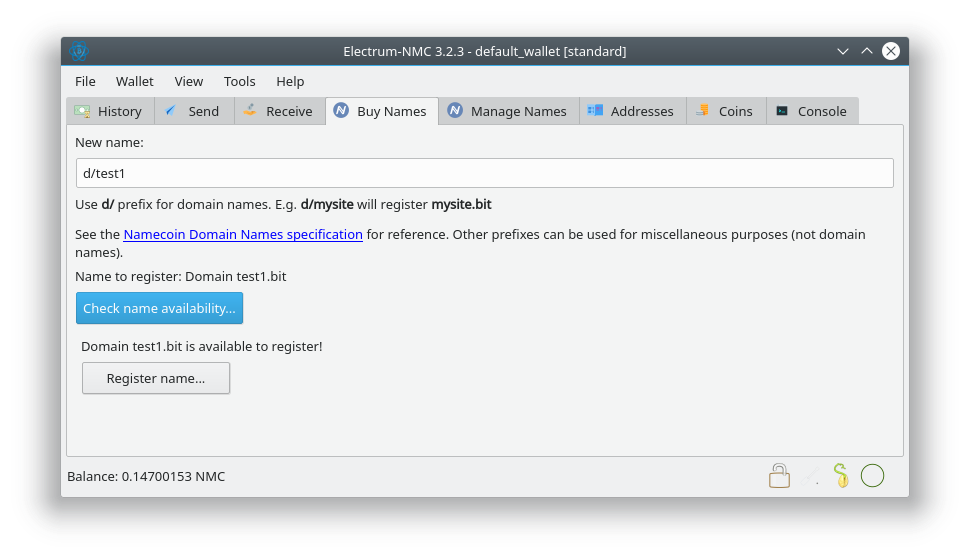 Electrum-NMC 3.2.3 - default_wallet [standard]
File Wallet View Tools Help
History Send Receive Buy Names Manage Names Addresses Coins Console
New name:
d/test1
Use d/ prefix for domain names. E.g. d/mysite will register mysite.bit
See the Namecoin Domain Names specification for reference. Other prefixes can be used for miscellaneous purposes (not domain
names).
Name to register: Domain test1.bit
Check name availability...
Domain test1.bit is available to register!
Register name...
Balance: 0.14700153 NMC